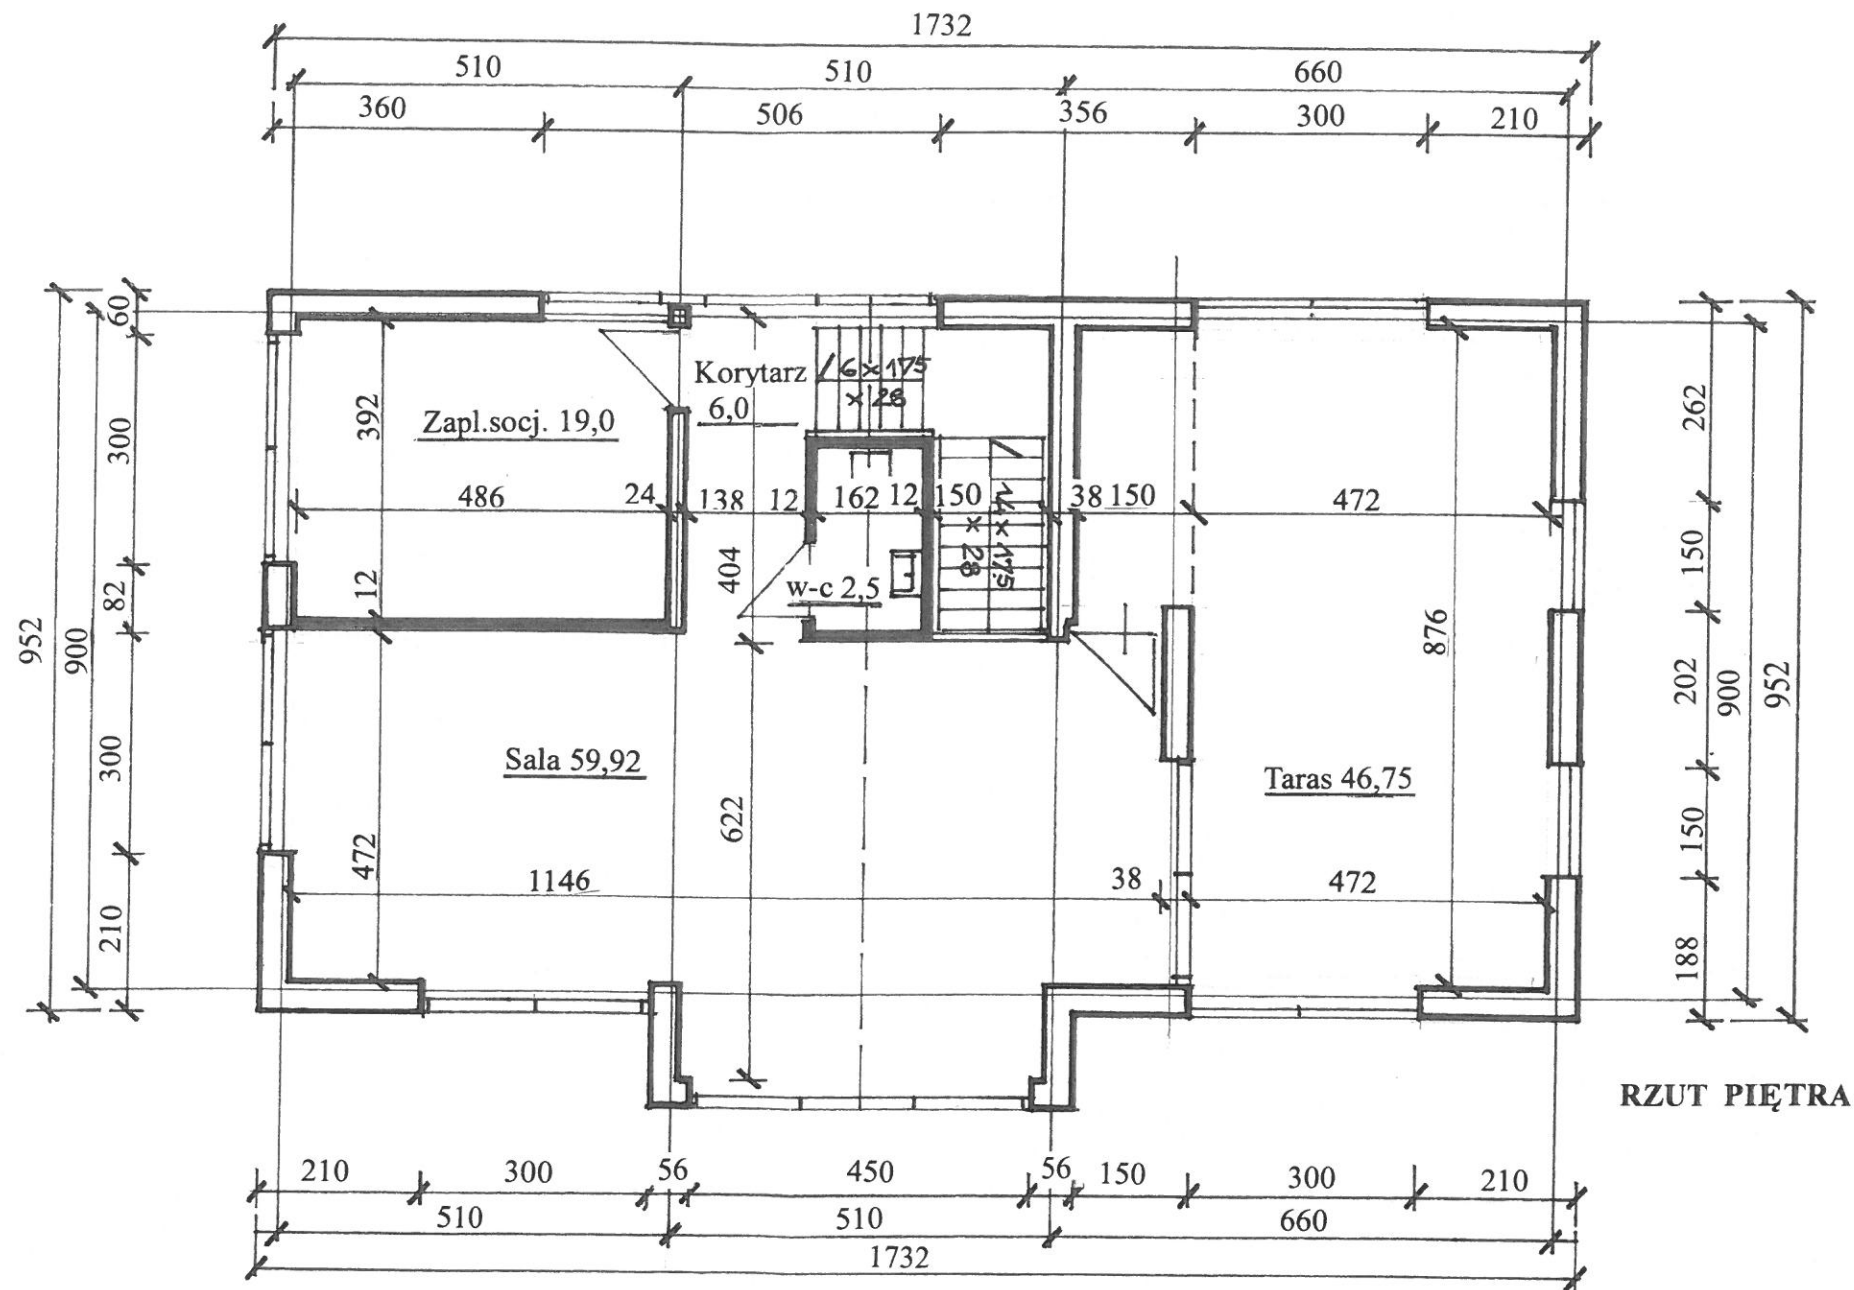 1732
510 510 660
360 506 356 300 210
60
300
82
300
210
900
952
392
Zapl.socj. 19,0
Korytarz
6,0
/ 6 x 175
x 28
486 24 138 12 162 12 150 38 150 472
14 x 175
x 28
12
404
w-c 2,5
876
262
150
202
150
188
900
952
Sala 59,92
Taras 46,75
622
472
1146 38 472
RZUT PIĘTRA
210 300 56 450 56 150 300 210
510 510 660
1732